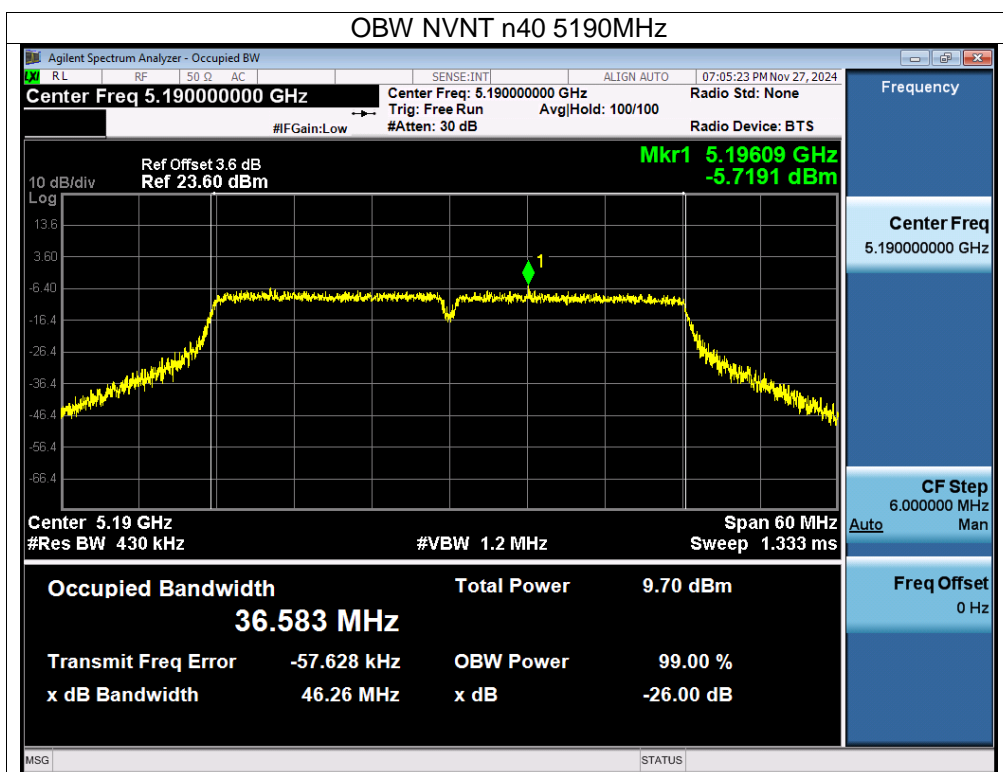 OBW NVNT n40 5190MHz
Agilent Spectrum Analyzer - Occupied BW
LXI RL RF 50 Ω AC SENSE:INT ALIGN AUTO 07:05:23 PM Nov 27, 2024
Center Freq 5.190000000 GHz
Center Freq: 5.190000000 GHz Radio Std: None
Trig: Free Run Avg|Hold: 100/100
#IFGain:Low #Atten: 30 dB Radio Device: BTS
Mkr1 5.19609 GHz
-5.7191 dBm
Ref Offset 3.6 dB
10 dB/div Ref 23.60 dBm
Log
13.6
3.60
-6.40
-16.4
-26.4
-36.4
-46.4
-56.4
-66.4
1
Center 5.19 GHz Span 60 MHz
#Res BW 430 kHz #VBW 1.2 MHz Sweep 1.333 ms
Occupied Bandwidth Total Power 9.70 dBm
36.583 MHz
Transmit Freq Error -57.628 kHz OBW Power 99.00 %
x dB Bandwidth 46.26 MHz x dB -26.00 dB
Frequency
Center Freq
5.190000000 GHz
CF Step
6.000000 MHz
Auto Man
Freq Offset
0 Hz
MSG STATUS